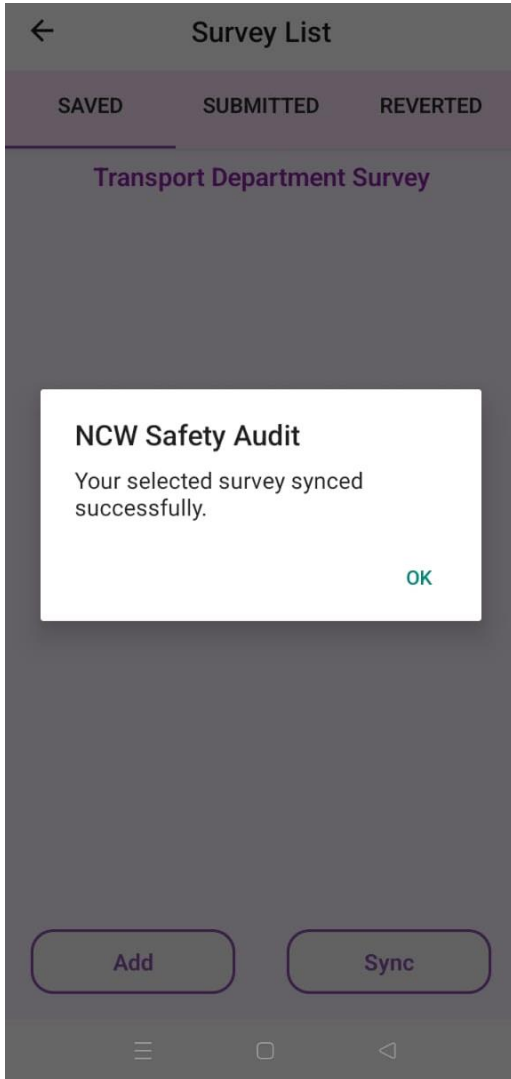 Survey List
SAVED SUBMITTED REVERTED
Transport Department Survey
NCW Safety Audit
Your selected survey synced
successfully.
OK
Add Sync